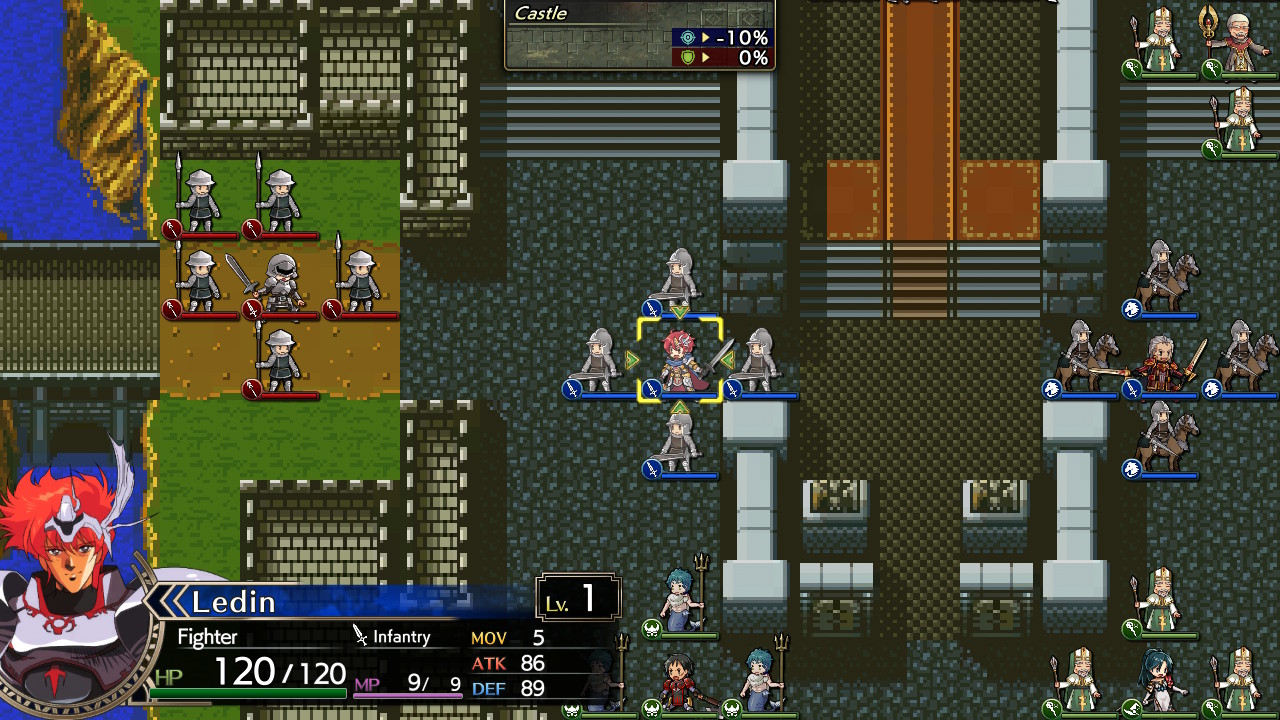 Castle
-10%
0%
Ledin
Lv. 1
Fighter
Infantry
MOV 5
HP 120/120
MP 9/ 9
ATK 86
DEF 89